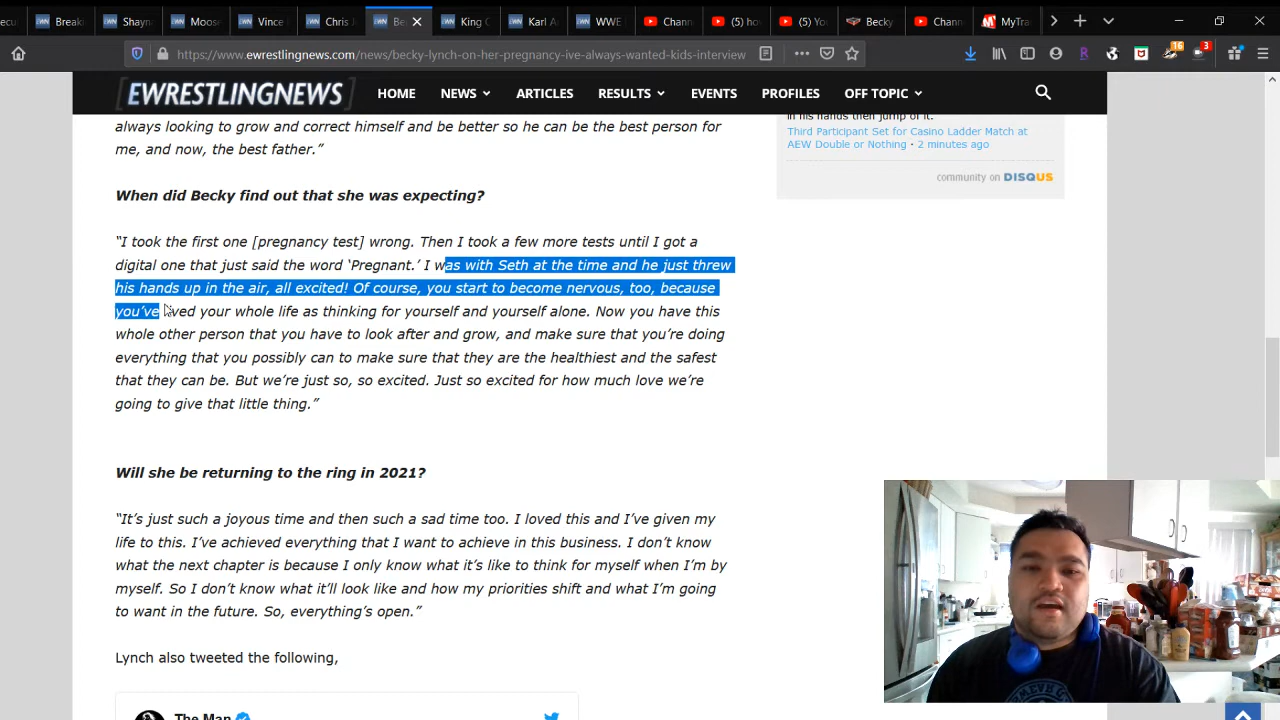 Break
Shayn
Moose
Vince
Chris J
Be
King C
Karl A
WWE
Chann
(5) ho
(5) Yo
Becky
Chann
MyTra
https://www.ewrestlingnews.com/news/becky-lynch-on-her-pregnancy-ive-always-wanted-kids-interview
16
3
EWRESTLINGNEWS
HOME NEWS ARTICLES RESULTS EVENTS PROFILES OFF TOPIC
in his hands then jump of it.
Third Participant Set for Casino Ladder Match at
AEW Double or Nothing · 2 minutes ago
community on DISQUS
always looking to grow and correct himself and be better so he can be the best person for
me, and now, the best father.”
When did Becky find out that she was expecting?
“I took the first one [pregnancy test] wrong. Then I took a few more tests until I got a
digital one that just said the word ‘Pregnant.’ I was with Seth at the time and he just threw
his hands up in the air, all excited! Of course, you start to become nervous, too, because
you’ve lived your whole life as thinking for yourself and yourself alone. Now you have this
whole other person that you have to look after and grow, and make sure that you’re doing
everything that you possibly can to make sure that they are the healthiest and the safest
that they can be. But we’re just so, so excited. Just so excited for how much love we’re
going to give that little thing.”
Will she be returning to the ring in 2021?
“It’s just such a joyous time and then such a sad time too. I loved this and I’ve given my
life to this. I’ve achieved everything that I want to achieve in this business. I don’t know
what the next chapter is because I only know what it’s like to think for myself when I’m by
myself. So I don’t know what it’ll look like and how my priorities shift and what I’m going
to want in the future. So, everything’s open.”
Lynch also tweeted the following,
The Man